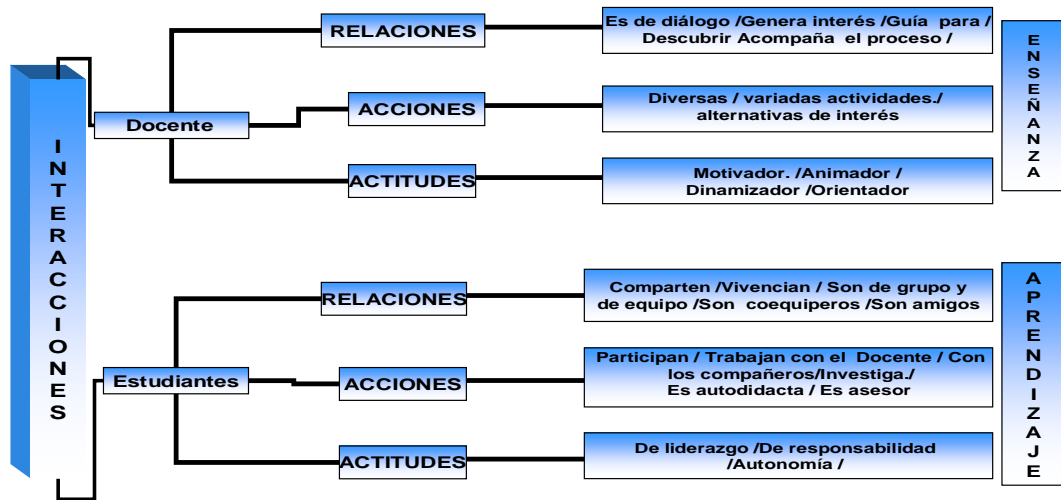 INTERACCIONES
Docente
RELACIONES
Es de diálogo /Genera interés /Guía para /
Descubrir Acompaña el proceso /
ACCIONES
Diversas / variadas actividades./
alternativas de interés
ACTITUDES
Motivador. /Animador /
Dinamizador /Orientador
ENSEÑANZA
Estudiantes
RELACIONES
Comparten /Vivencian / Son de grupo y
de equipo /Son coequiperos /Son amigos
ACCIONES
Participan / Trabajan con el Docente / Con
los compañeros/Investiga./
Es autodidacta / Es asesor
ACTITUDES
De liderazgo /De responsabilidad
/Autonomía /
APRENDIZAJE